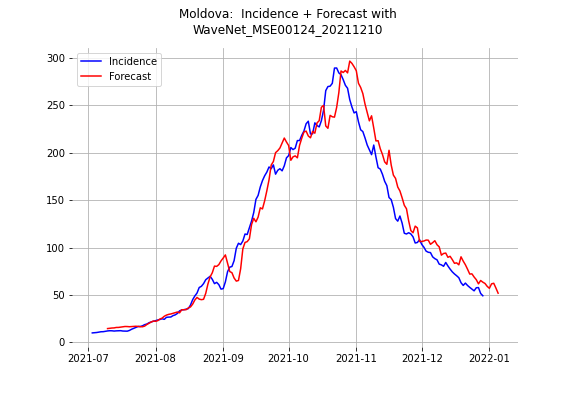 Moldova:  Incidence + Forecast with
WaveNet_MSE00124_20211210
Incidence
Forecast
300
250
200
150
100
50
0
2021-07 2021-08 2021-09 2021-10 2021-11 2021-12 2022-01